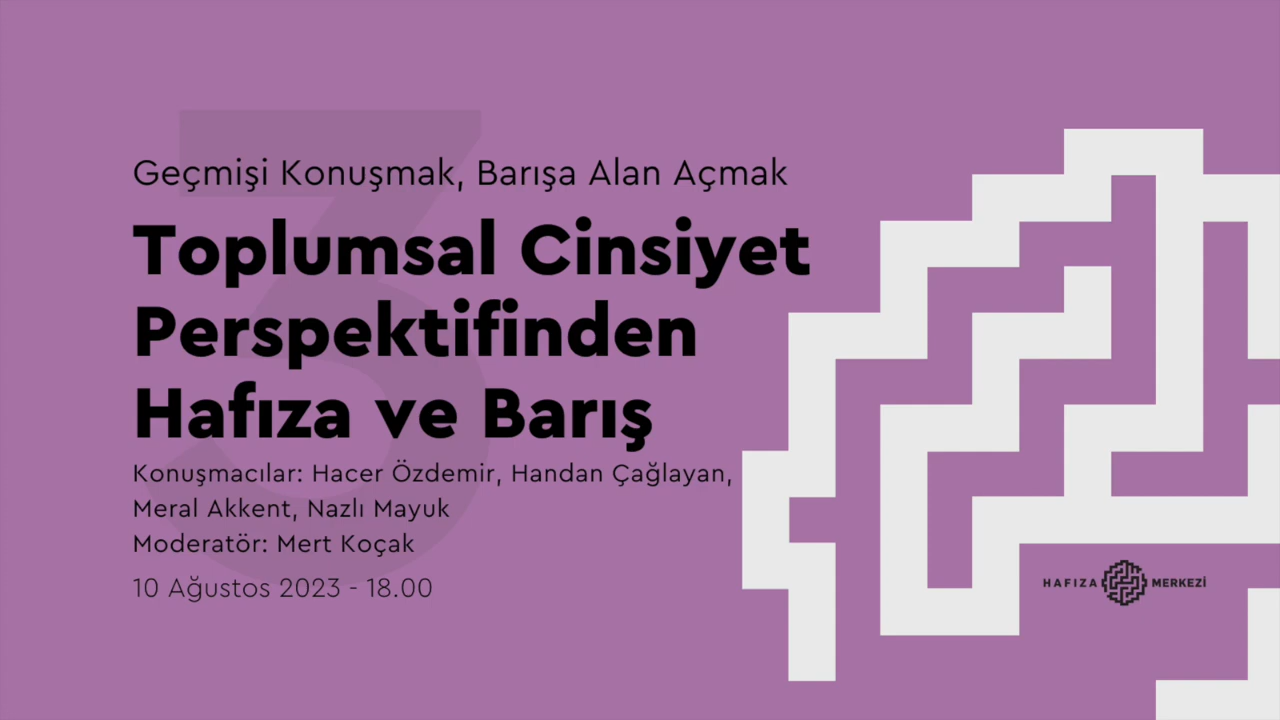 3
Geçmişi Konuşmak, Barışa Alan Açmak
Toplumsal Cinsiyet
Perspektifinden
Hafıza ve Barış
Konuşmacılar: Hacer Özdemir, Handan Çağlayan,
Meral Akkent, Nazlı Mayuk
Moderatör: Mert Koçak
10 Ağustos 2023 - 18.00
HAFIZA MERKEZİ